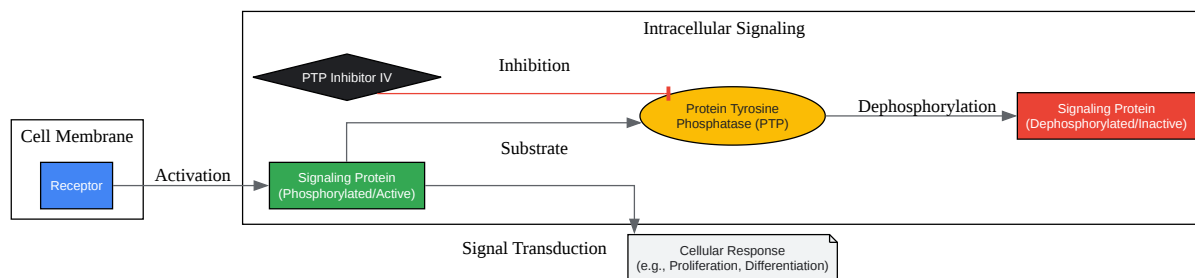 Intracellular Signaling
PTP Inhibitor IV
Inhibition
Protein Tyrosine
Phosphatase (PTP)
Dephosphorylation
Signaling Protein
(Dephosphorylated/Inactive)
Cell Membrane
Receptor
Activation
Substrate
Signaling Protein
(Phosphorylated/Active)
Signal Transduction
Cellular Response
(e.g., Proliferation, Differentiation)